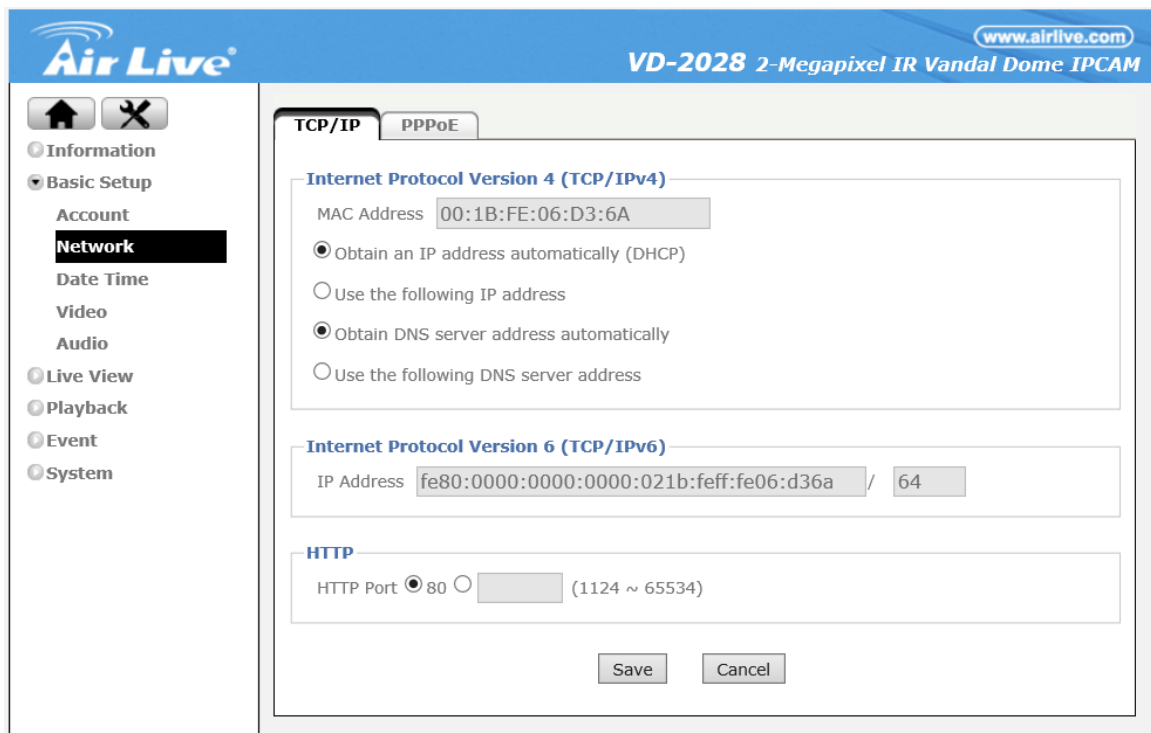 Air Live®
www.airlive.com
VD-2028 2-Megapixel IR Vandal Dome IPCAM
Information
Basic Setup
Account
Network
Date Time
Video
Audio
Live View
Playback
Event
System
TCP/IP PPPoE
Internet Protocol Version 4 (TCP/IPv4)
MAC Address 00:1B:FE:06:D3:6A
Obtain an IP address automatically (DHCP)
Use the following IP address
Obtain DNS server address automatically
Use the following DNS server address
Internet Protocol Version 6 (TCP/IPv6)
IP Address fe80:0000:0000:0000:021b:feff:fe06:d36a / 64
HTTP
HTTP Port 80 (1124 ~ 65534)
Save Cancel